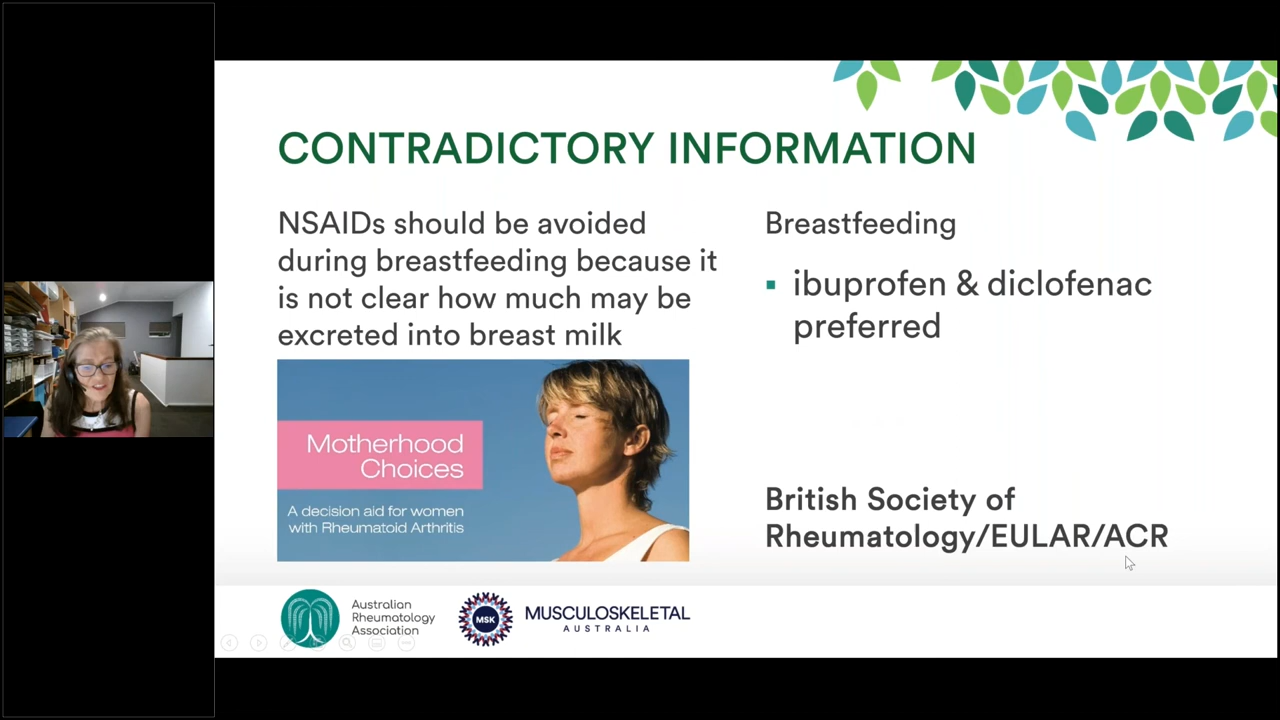 CONTRADICTORY INFORMATION
NSAIDs should be avoided
during breastfeeding because it
is not clear how much may be
excreted into breast milk
Motherhood
Choices
A decision aid for women
with Rheumatoid Arthritis
Breastfeeding
▪ ibuprofen & diclofenac
preferred
British Society of
Rheumatology/EULAR/ACR
Australian
Rheumatology
Association
MSK
MUSCULOSKELETAL
AUSTRALIA